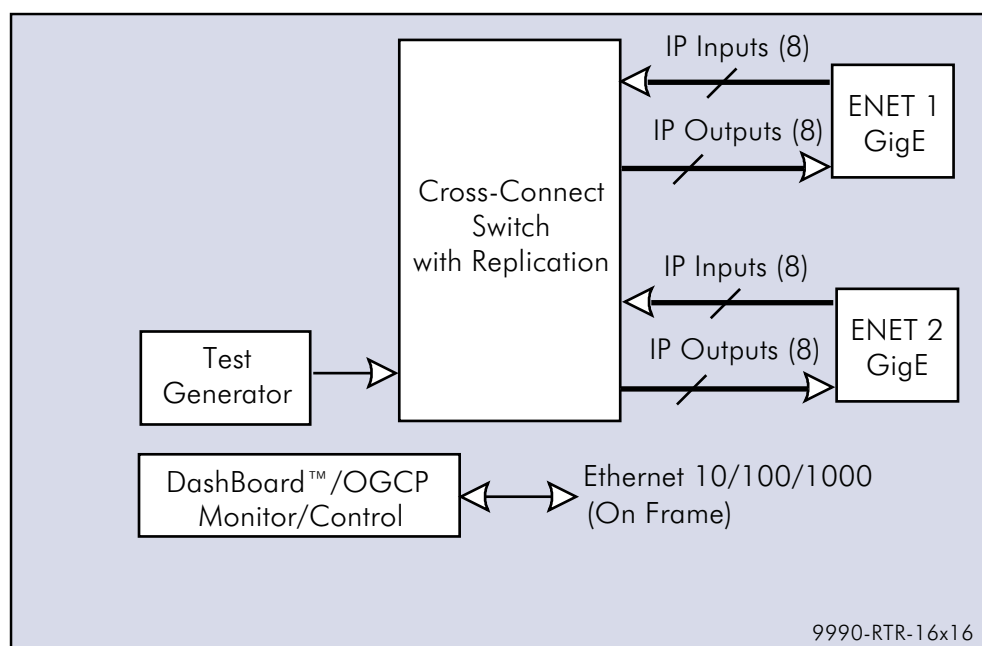 IP Inputs (8)
ENET 1
GigE
IP Outputs (8)
Cross-Connect
Switch
with Replication
IP Inputs (8)
ENET 2
GigE
IP Outputs (8)
Test
Generator
DashBoard™/OGCP
Monitor/Control
Ethernet 10/100/1000
(On Frame)
9990-RTR-16x16